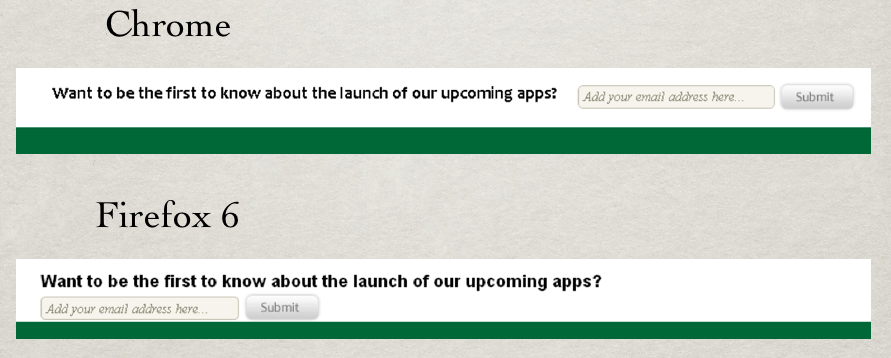 Chrome
Want to be the first to know about the launch of our upcoming apps? Add your email address here... Submit
Firefox 6
Want to be the first to know about the launch of our upcoming apps?
Add your email address here... Submit